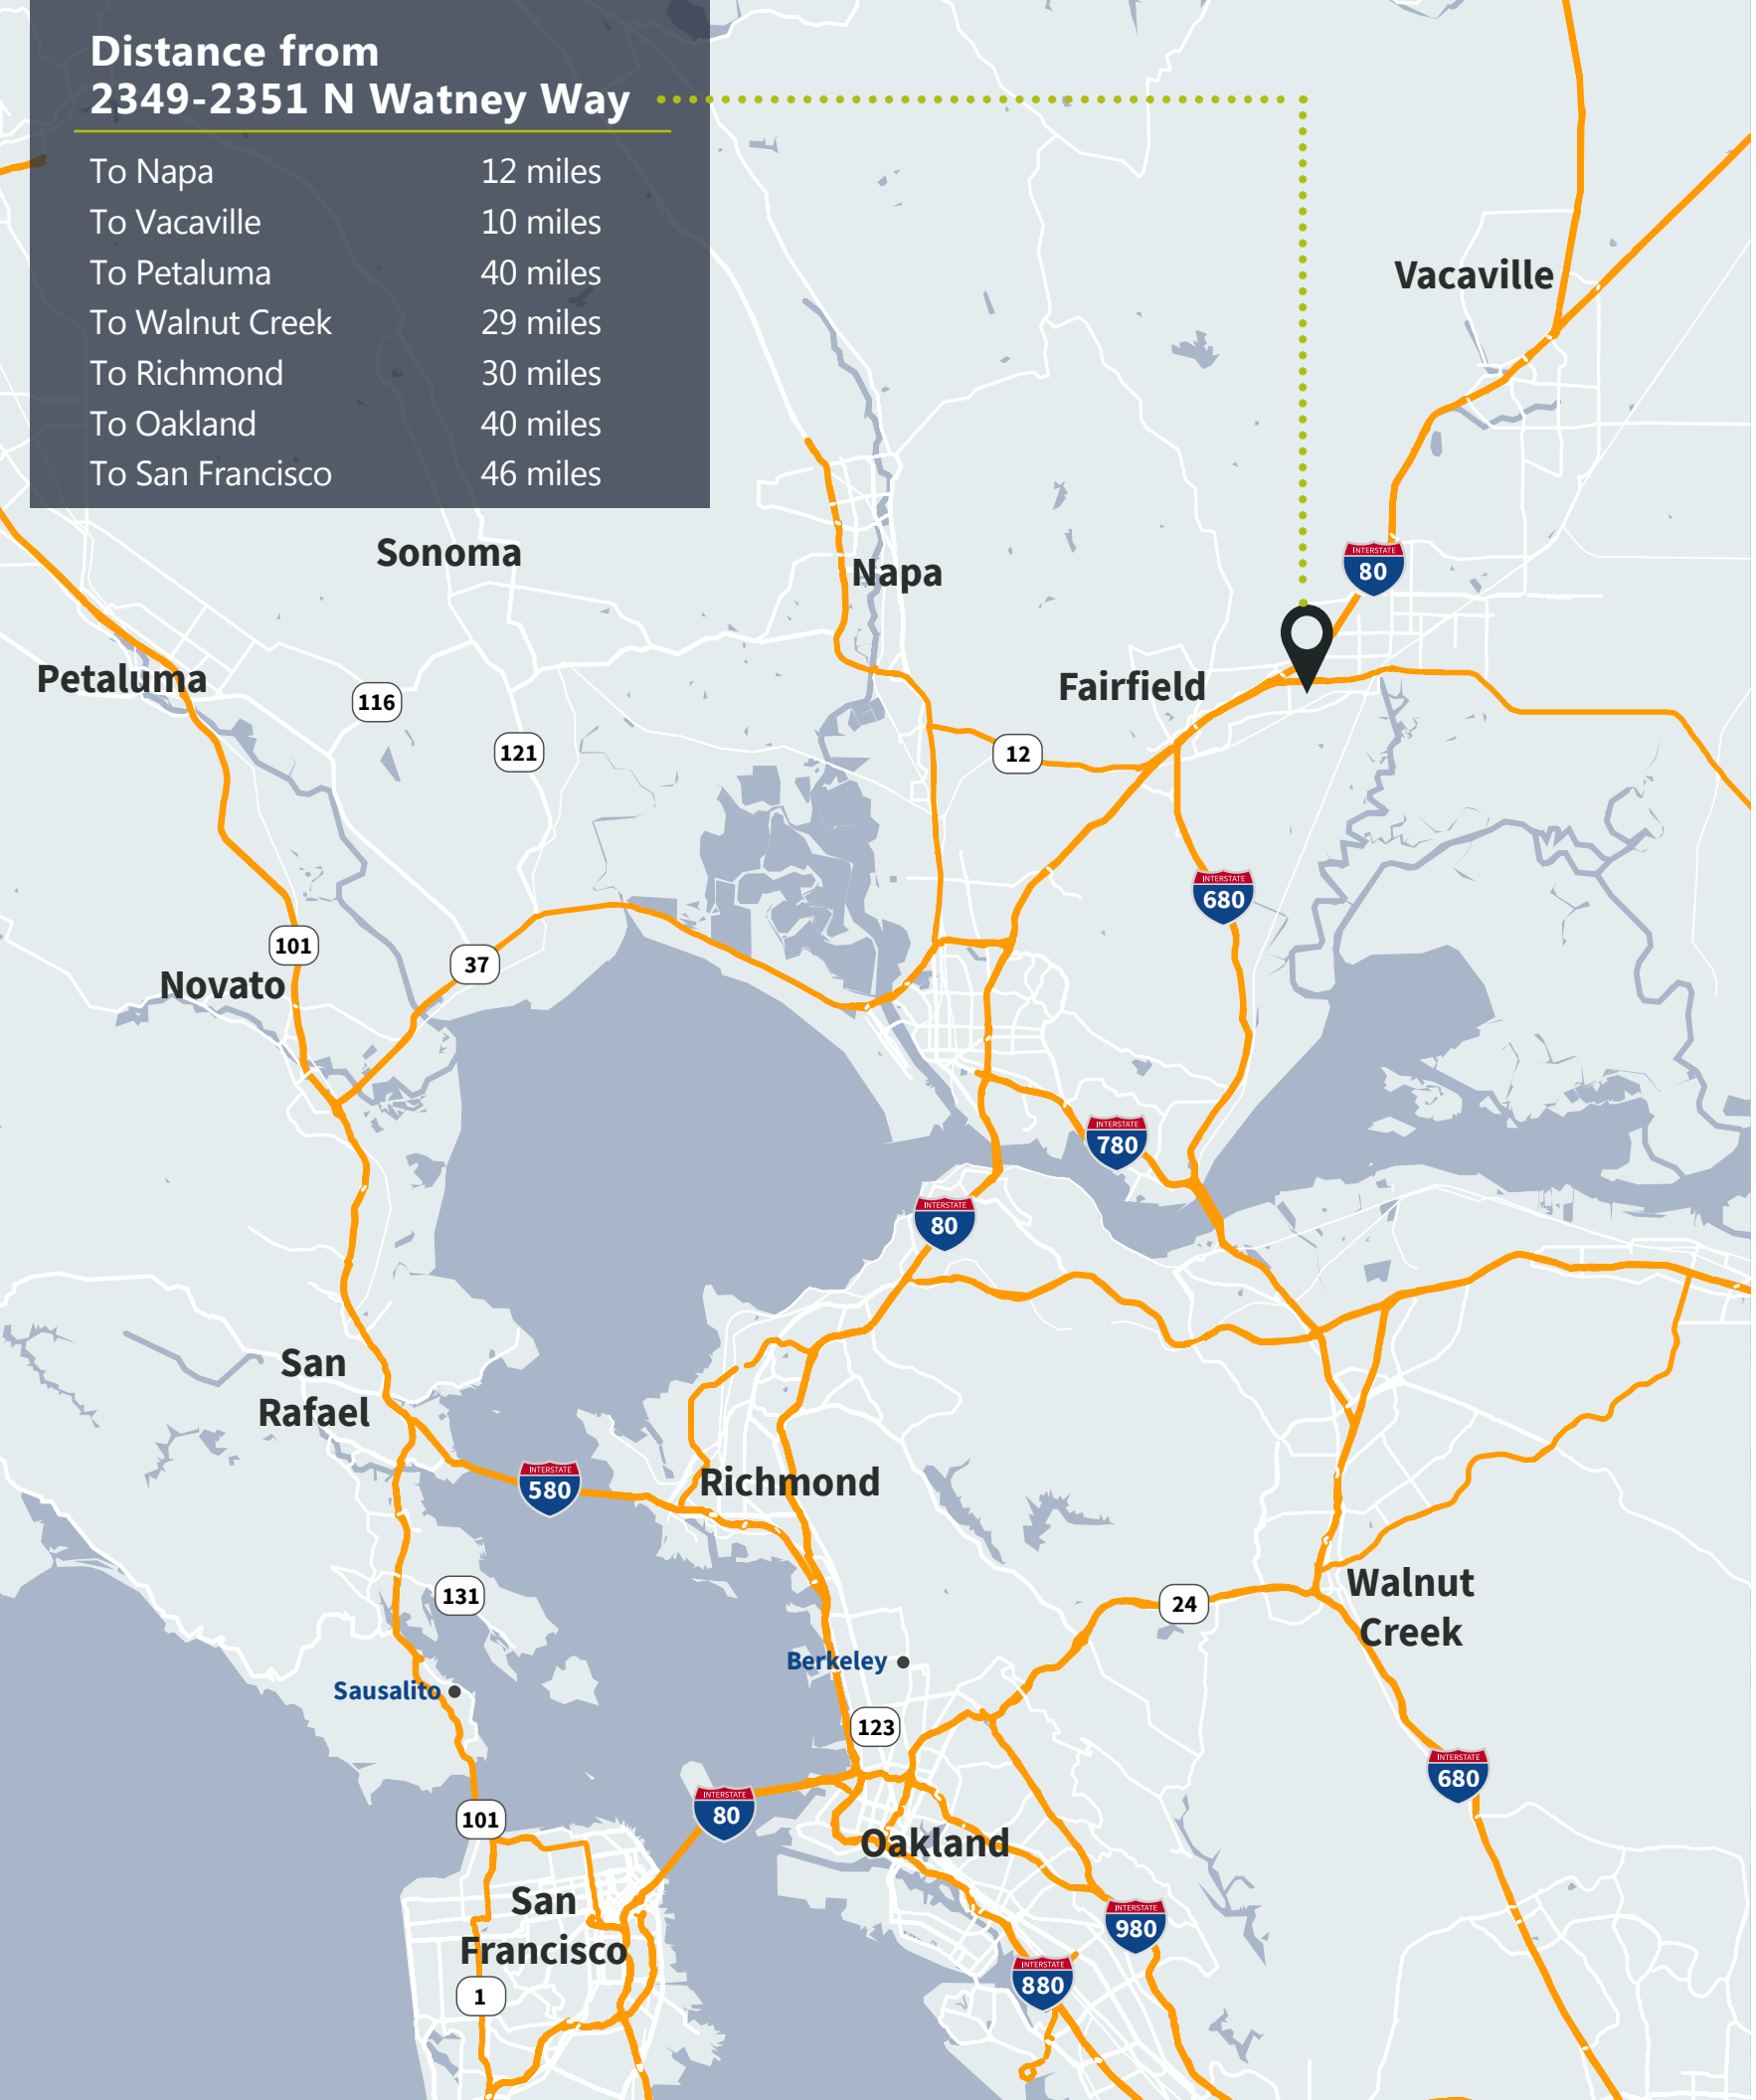 Distance from
2349-2351 N Watney Way
To Napa 12 miles
To Vacaville 10 miles
To Petaluma 40 miles
To Walnut Creek 29 miles
To Richmond 30 miles
To Oakland 40 miles
To San Francisco 46 miles
Vacaville
Sonoma
INTERSTATE
80
Napa
Petaluma
Fairfield
116
121
12
INTERSTATE
680
101
37
Novato
INTERSTATE
780
INTERSTATE
80
San
Rafael
INTERSTATE
580
Richmond
Walnut
Creek
131
24
Berkeley
Sausalito
123
INTERSTATE
680
INTERSTATE
80
101
Oakland
San
Francisco
INTERSTATE
980
INTERSTATE
880
1